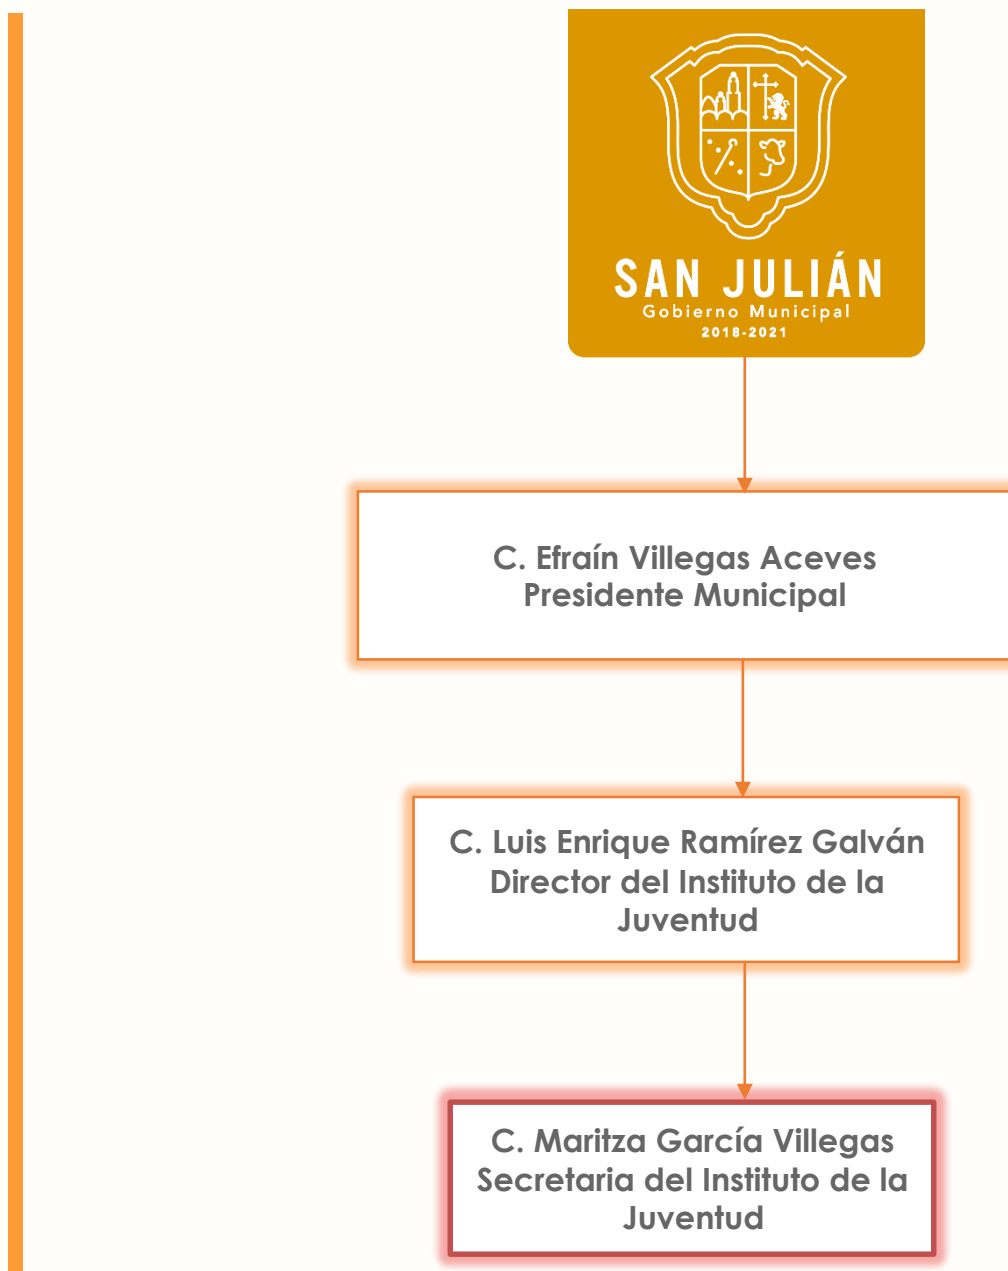 SAN JULIÁN
Gobierno Municipal
2018-2021
C. Efraín Villegas Aceves
Presidente Municipal
C. Luis Enrique Ramírez Galván
Director del Instituto de la
Juventud
C. Maritza García Villegas
Secretaria del Instituto de la
Juventud